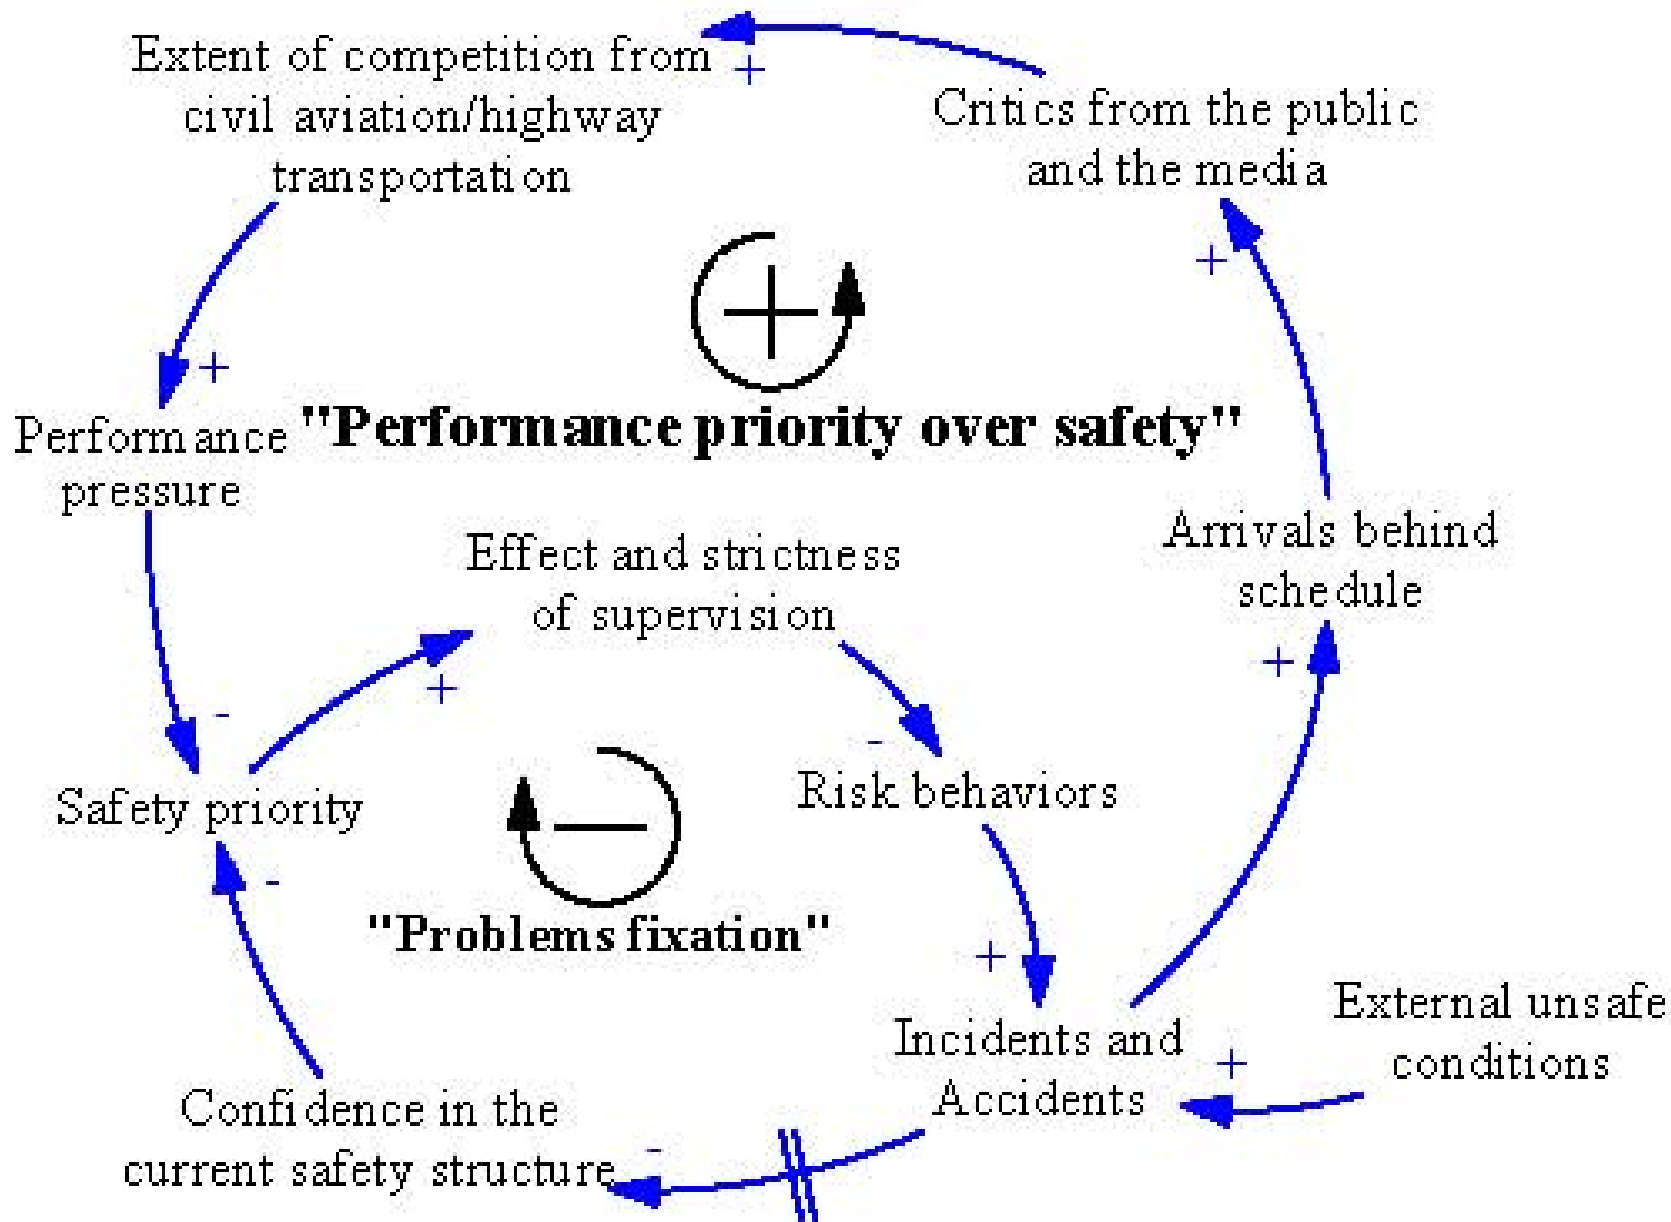 Extent of competition from
civil aviation/highway
transportation
+
Critics from the public
and the media
+
+
+
Performance
pressure
"Performance priority over safety"
Effect and strictness
of supervision
Arrivals behind
schedule
+
+
-
-
Safety priority
−
Risk behaviors
-
"Problems fixation"
+
Incidents and
Accidents
External unsafe
conditions
+
Confidence in the
current safety structure
-